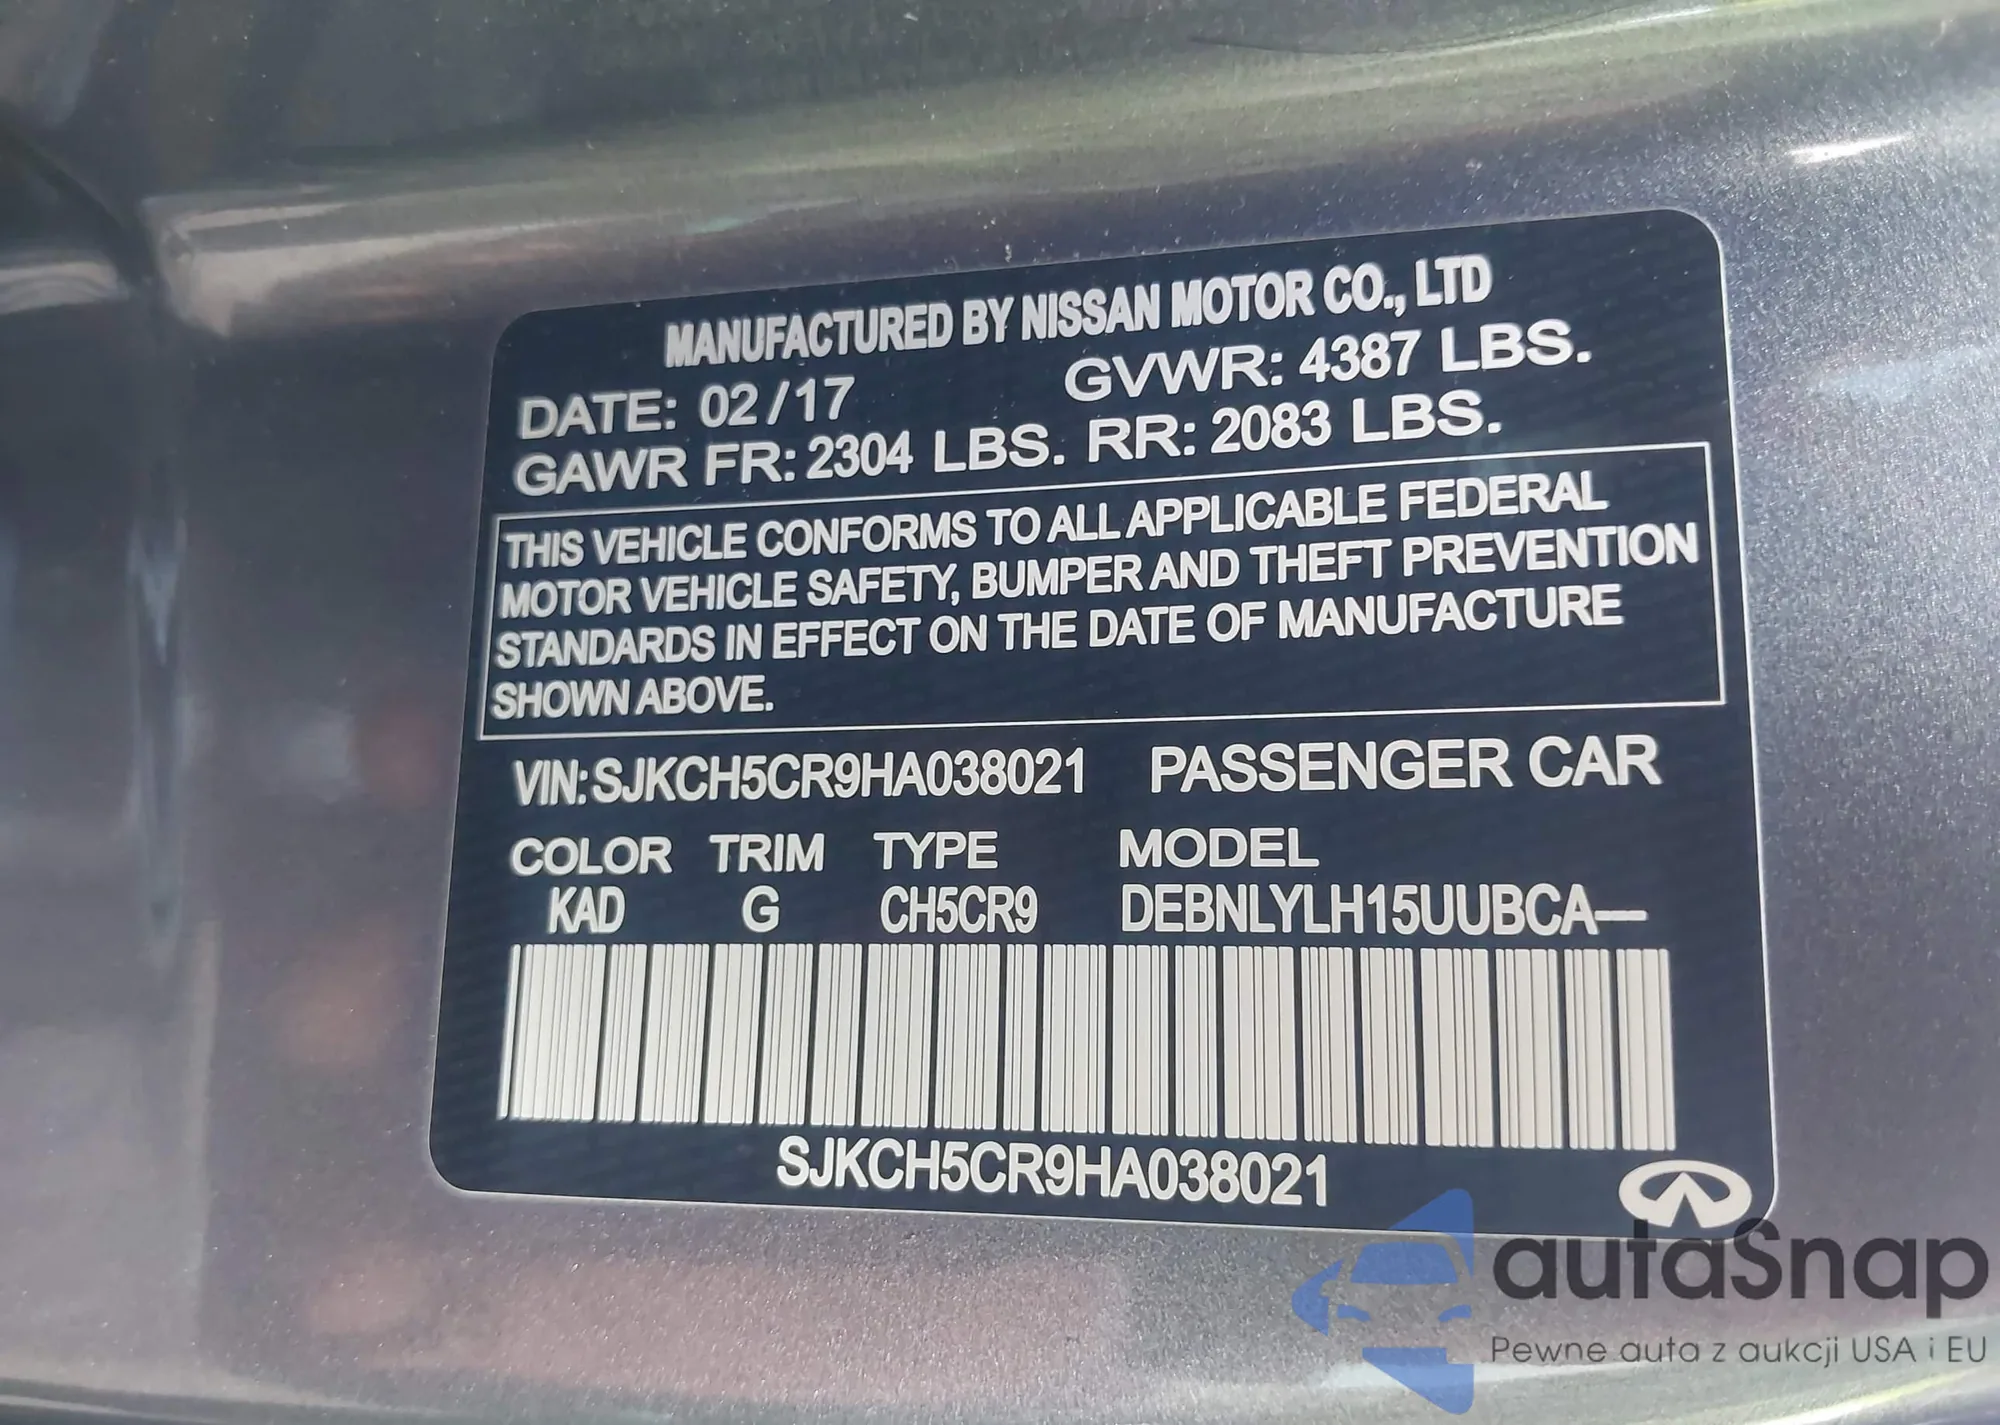 MANUFACTURED BY NISSAN MOTOR CO., LTD
DATE: 02/17 GVWR: 4387 LBS.
GAWR FR: 2304 LBS. RR: 2083 LBS.
THIS VEHICLE CONFORMS TO ALL APPLICABLE FEDERAL
MOTOR VEHICLE SAFETY, BUMPER AND THEFT PREVENTION
STANDARDS IN EFFECT ON THE DATE OF MANUFACTURE
SHOWN ABOVE.
VIN: SJKCH5CR9HA038021 PASSENGER CAR
COLOR TRIM TYPE MODEL
KAD G CH5CR9 DEBNLYLH15UUBCA—
SJKCH5CR9HA038021
autaSnap
Pewne auta z aukcji USA i EU